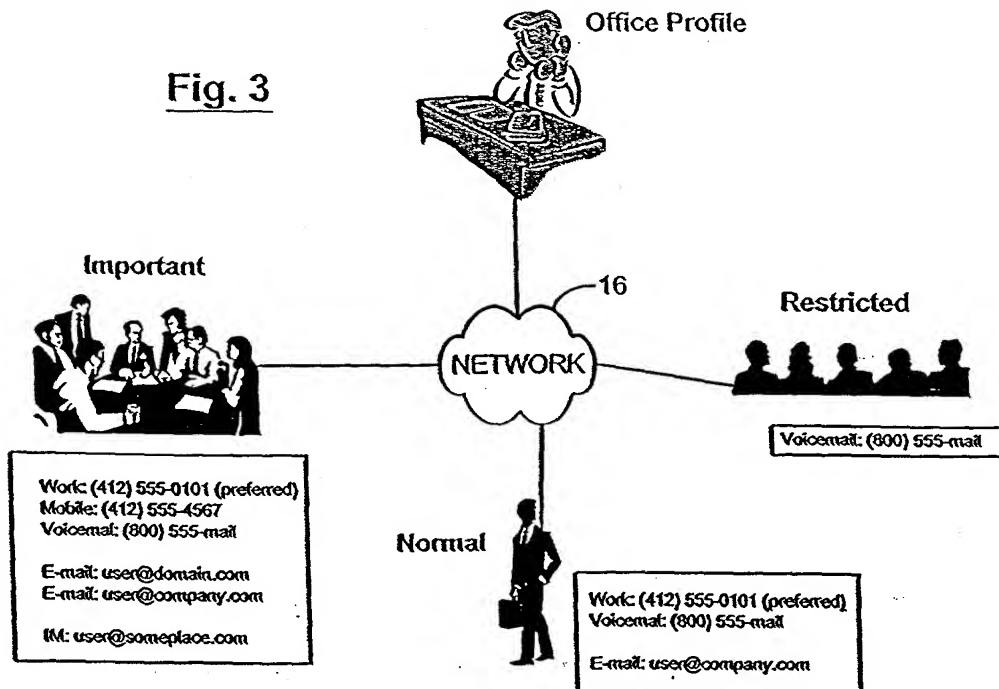 Office Profile
Fig. 3
Important
16
Restricted
NETWORK
Voicemail: (800) 555-mail
Work: (412) 555-0101 (preferred)
Mobile: (412) 555-4567
Voicemail: (800) 555-mail
E-mail: user@domain.com
E-mail: user@company.com
IM: user@someplace.com
Normal
Work: (412) 555-0101 (preferred)
Voicemail: (800) 555-mail
E-mail: user@company.com